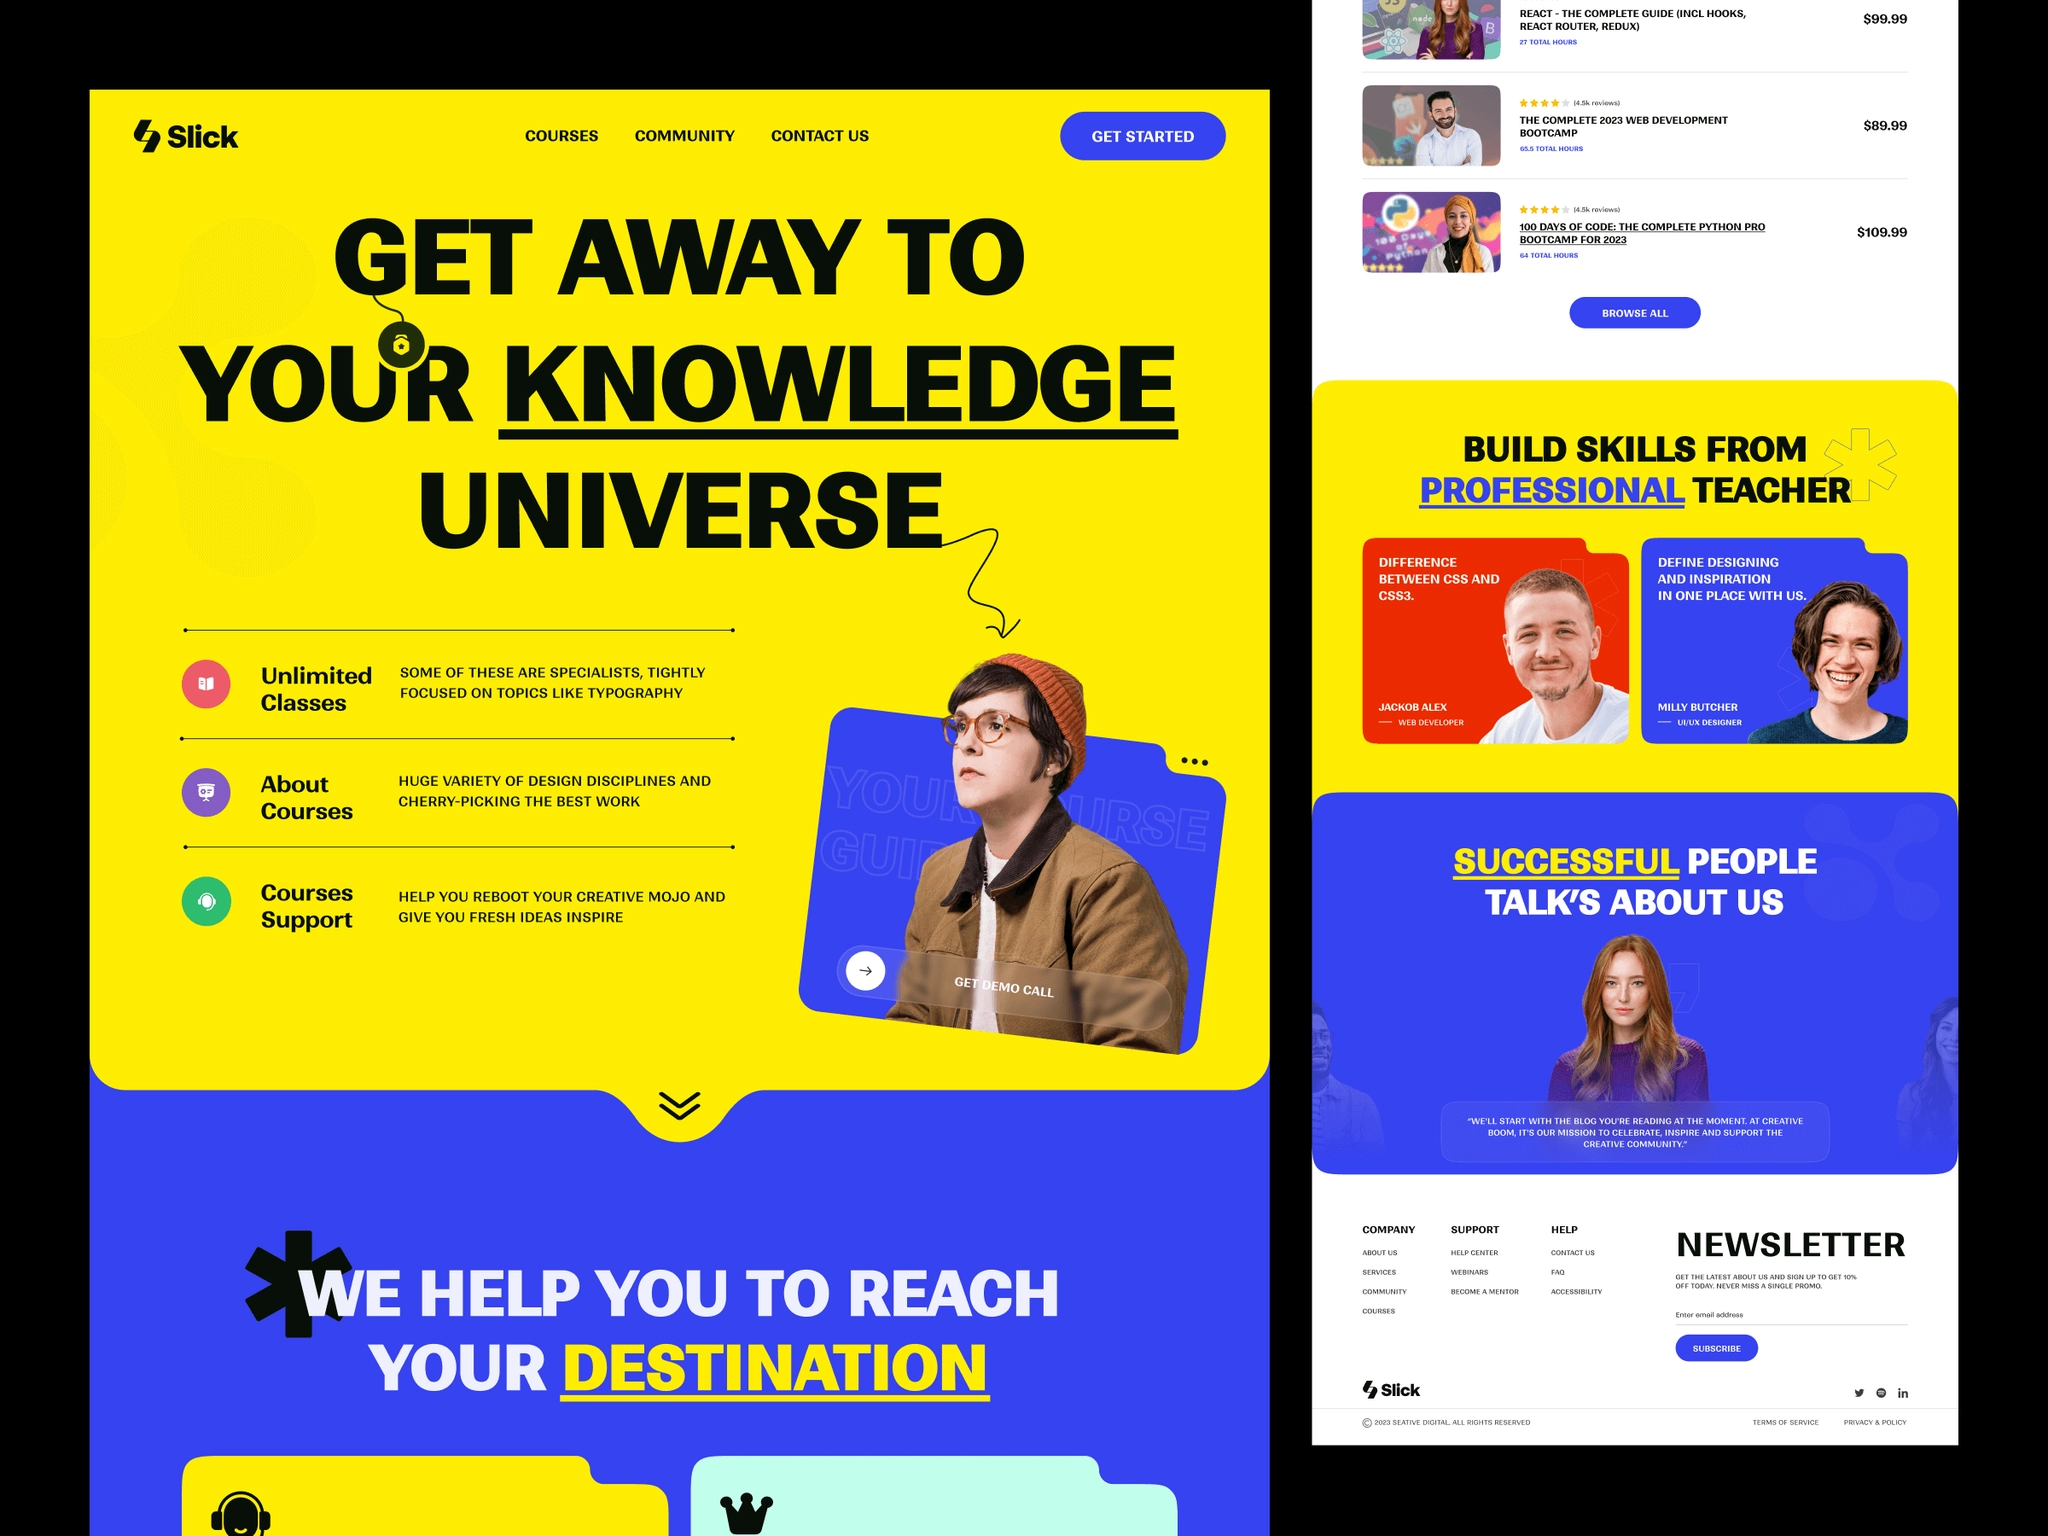 Slick
COURSES
COMMUNITY
CONTACT US
GET STARTED
GET AWAY TO
YOUR KNOWLEDGE
UNIVERSE
Unlimited
Classes
SOME OF THESE ARE SPECIALISTS, TIGHTLY
FOCUSED ON TOPICS LIKE TYPOGRAPHY
About
Courses
HUGE VARIETY OF DESIGN DISCIPLINES AND
CHERRY-PICKING THE BEST WORK
Courses
Support
HELP YOU REBOOT YOUR CREATIVE MOJO AND
GIVE YOU FRESH IDEAS INSPIRE
GET DEMO CALL
WE HELP YOU TO REACH
YOUR DESTINATION
REACT - THE COMPLETE GUIDE (INCL HOOKS,
REACT ROUTER, REDUX)
27 TOTAL HOURS
$99.99
(4.5k reviews)
THE COMPLETE 2023 WEB DEVELOPMENT
BOOTCAMP
65.5 TOTAL HOURS
$89.99
(4.5k reviews)
100 DAYS OF CODE: THE COMPLETE PYTHON PRO
BOOTCAMP FOR 2023
64 TOTAL HOURS
$109.99
BROWSE ALL
BUILD SKILLS FROM
PROFESSIONAL TEACHER
DIFFERENCE
BETWEEN CSS AND
CSS3.
JACKOB ALEX
WEB DEVELOPER
DEFINE DESIGNING
AND INSPIRATION
IN ONE PLACE WITH US.
MILLY BUTCHER
UI/UX DESIGNER
SUCCESSFUL PEOPLE
TALK'S ABOUT US
"WE'LL START WITH THE BLOG YOU'RE READING AT THE MOMENT. AT CREATIVE
BOOM, IT'S OUR MISSION TO CELEBRATE, INSPIRE AND SUPPORT THE
CREATIVE COMMUNITY."
COMPANY
ABOUT US
SERVICES
COMMUNITY
COURSES
SUPPORT
HELP CENTER
WEBINARS
BECOME A MENTOR
HELP
CONTACT US
FAQ
ACCESSIBILITY
NEWSLETTER
GET THE LATEST ABOUT US AND SIGN UP TO GET 10%
OFF TODAY. NEVER MISS A SINGLE PROMO.
Enter email address
SUBSCRIBE
Slick
© 2023 SEATIVE DIGITAL. ALL RIGHTS RESERVED
TERMS OF SERVICE
PRIVACY & POLICY